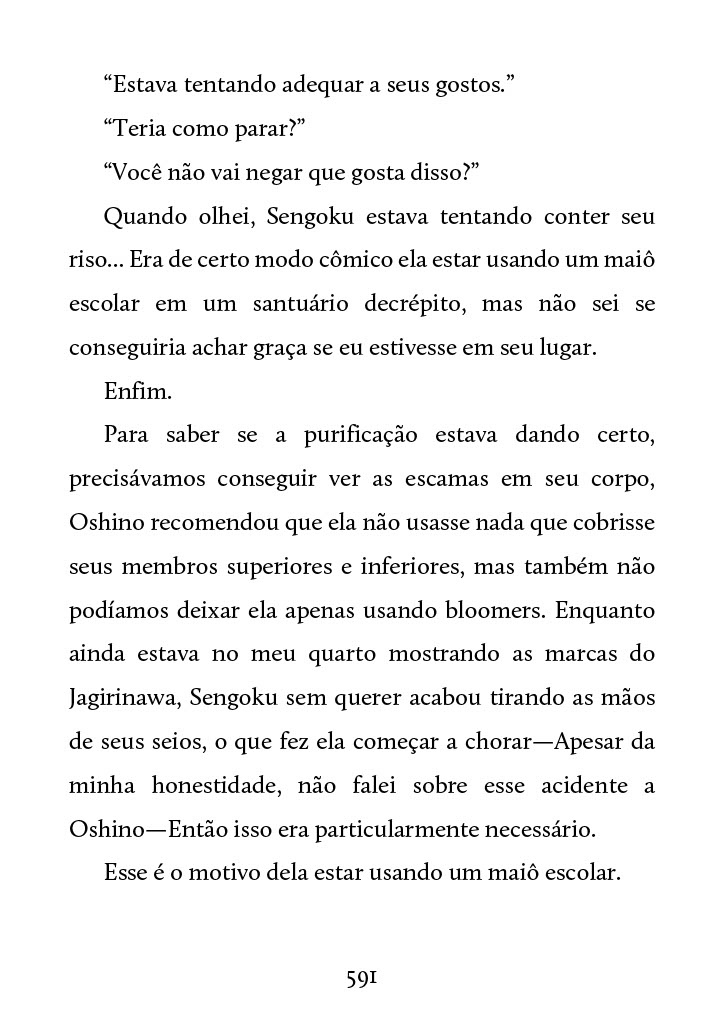 “Estava tentando adequar a seus gostos.”
“Teria como parar?”
“Você não vai negar que gosta disso?”
Quando olhei, Sengoku estava tentando conter seu
riso... Era de certo modo cômico ela estar usando um maiô
escolar em um santuário decrépito, mas não sei se
conseguiria achar graça se eu estivesse em seu lugar.
Enfim.
Para saber se a purificação estava dando certo,
precisávamos conseguir ver as escamas em seu corpo,
Oshino recomendou que ela não usasse nada que cobrisse
seus membros superiores e inferiores, mas também não
podíamos deixar ela apenas usando bloomers. Enquanto
ainda estava no meu quarto mostrando as marcas do
Jagirinawa, Sengoku sem querer acabou tirando as mãos
de seus seios, o que fez ela começar a chorar—Apesar da
minha honestidade, não falei sobre esse acidente a
Oshino—Então isso era particularmente necessário.
Esse é o motivo dela estar usando um maiô escolar.
591